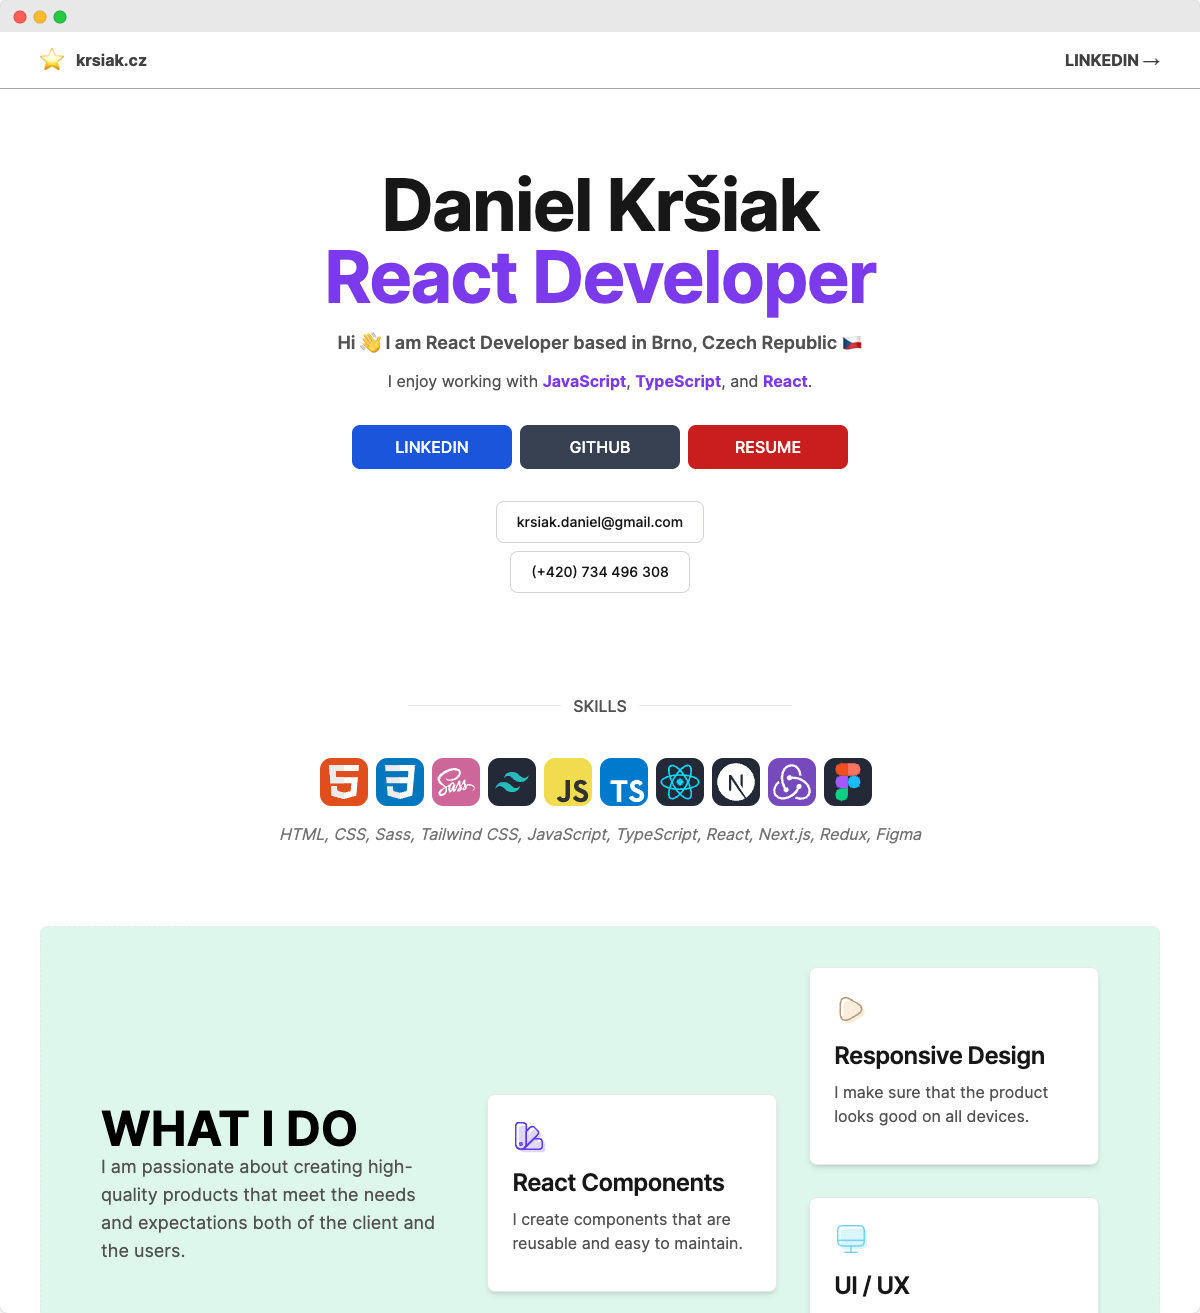 krsiak.cz
LINKEDIN →
Daniel Kršiak
React Developer
Hi 👋 I am React Developer based in Brno, Czech Republic 🇨🇿
I enjoy working with JavaScript, TypeScript, and React.
LINKEDIN
GITHUB
RESUME
krsiak.daniel@gmail.com
(+420) 734 496 308
SKILLS
Sass
JS
TS
N
HTML, CSS, Sass, Tailwind CSS, JavaScript, TypeScript, React, Next.js, Redux, Figma
WHAT I DO
I am passionate about creating high-
quality products that meet the needs
and expectations both of the client and
the users.
React Components
I create components that are
reusable and easy to maintain.
Responsive Design
I make sure that the product
looks good on all devices.
UI / UX